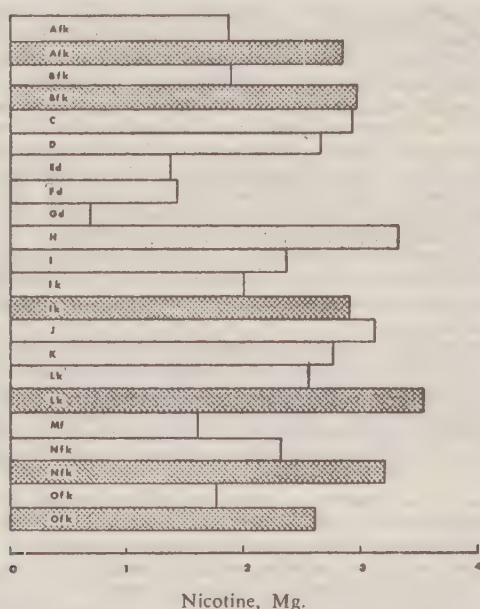 Afk
Afk
Bfk
Bfk
C
D
Ed
Fd
Gd
H
I
Ik
Ik
J
K
Lk
Lk
Mf
Nfk
Nfk
Ofk
Ofk
0 1 2 3 4
Nicotine, Mg.